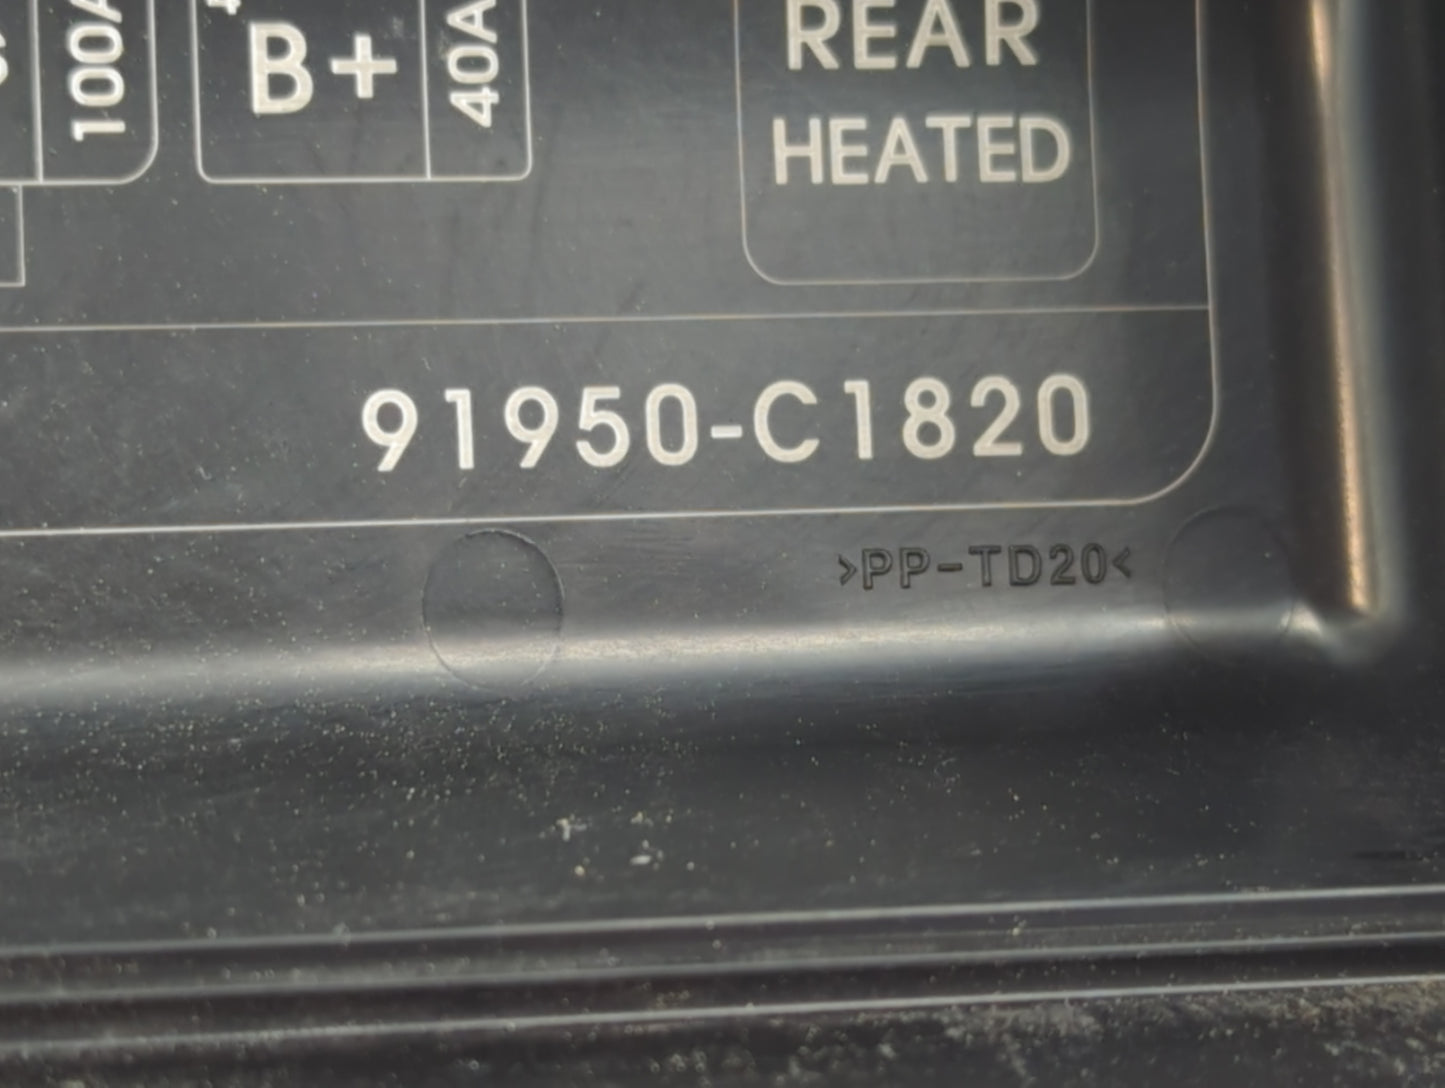 100A
B+
40A
REAR
HEATED
91950-C1820
>PP-TD20<